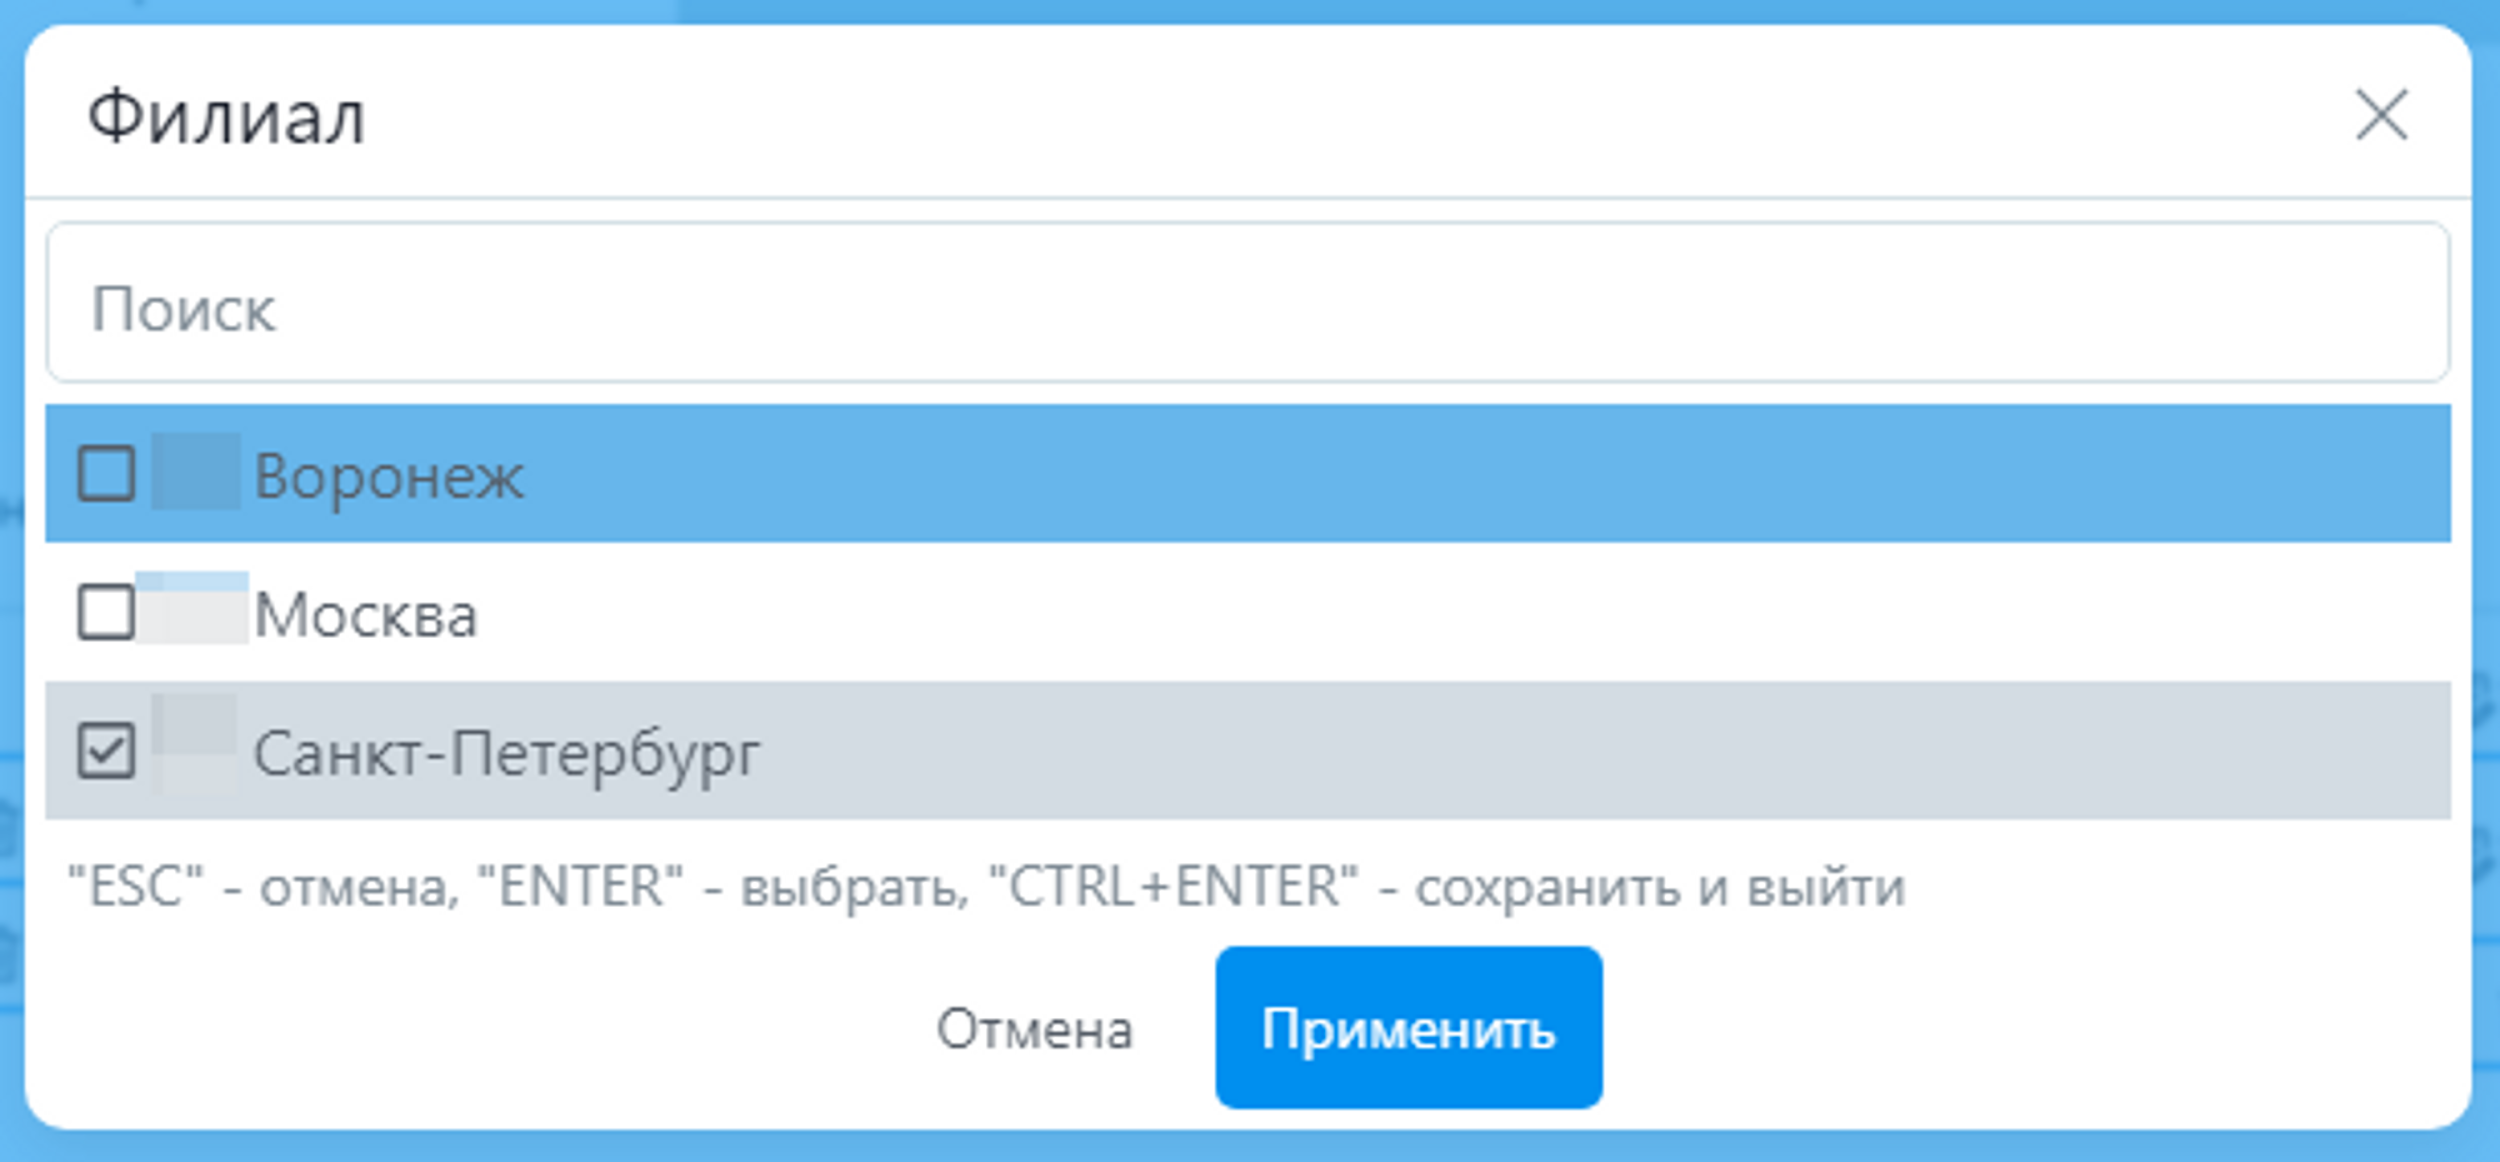 Филиал
Поиск
Воронеж
Москва
Санкт-Петербург
"ESC" - отмена, "ENTER" - выбрать, "CTRL+ENTER" - сохранить и выйти
Отмена
Применить